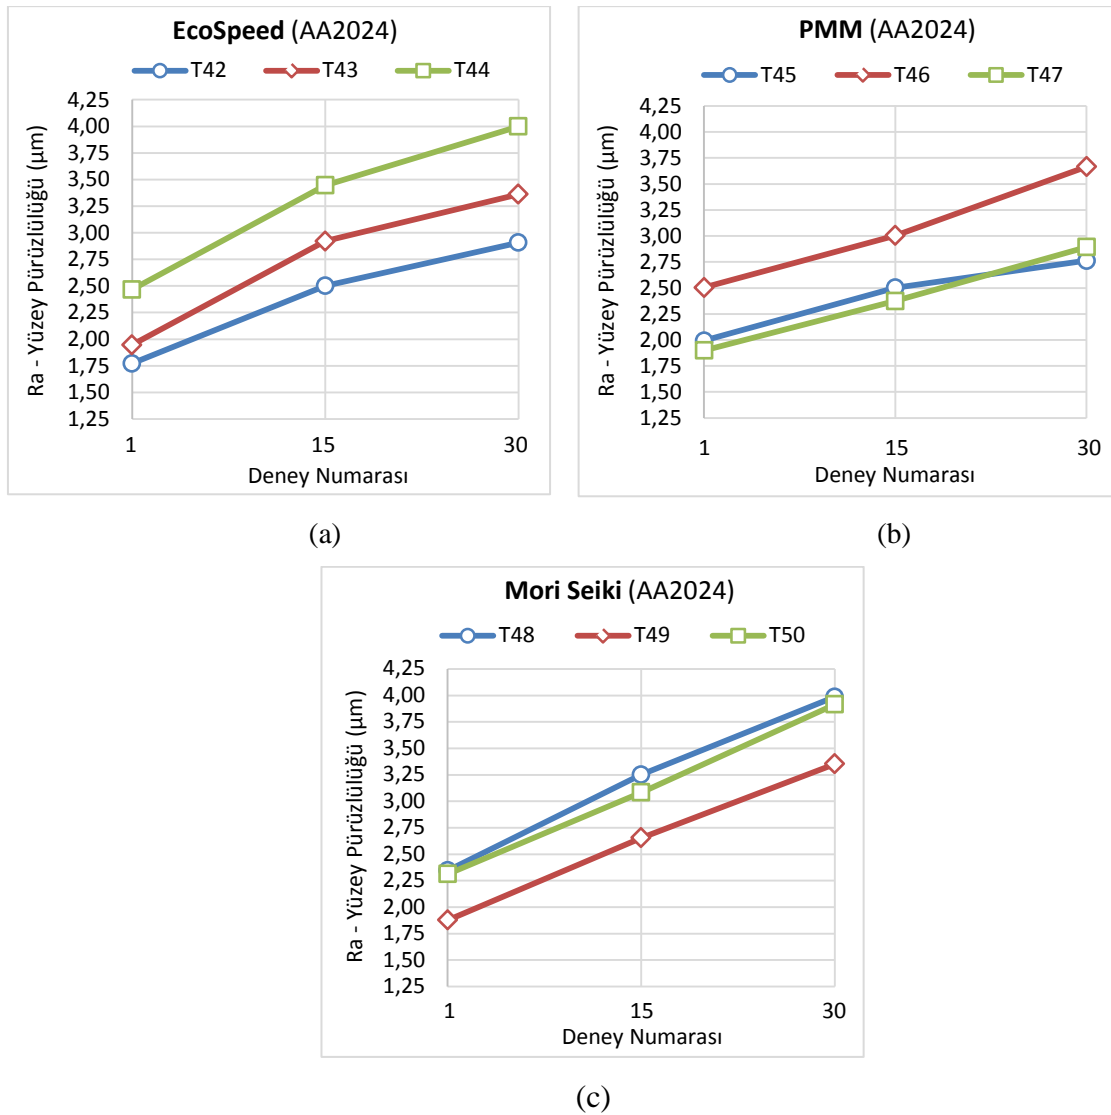 EcoSpeed (AA2024)
T42 T43 T44
Ra - Yüzey Pürüzlülüğü (µm)
4,25
4,00
3,75
3,50
3,25
3,00
2,75
2,50
2,25
2,00
1,75
1,50
1,25
1 15 30
Deney Numarası
(a)
PMM (AA2024)
T45 T46 T47
Ra - Yüzey Pürüzlülüğü (µm)
4,25
4,00
3,75
3,50
3,25
3,00
2,75
2,50
2,25
2,00
1,75
1,50
1,25
1 15 30
Deney Numarası
(b)
Mori Seiki (AA2024)
T48 T49 T50
Ra - Yüzey Pürüzlülüğü (µm)
4,25
4,00
3,75
3,50
3,25
3,00
2,75
2,50
2,25
2,00
1,75
1,50
1,25
1 15 30
Deney Numarası
(c)